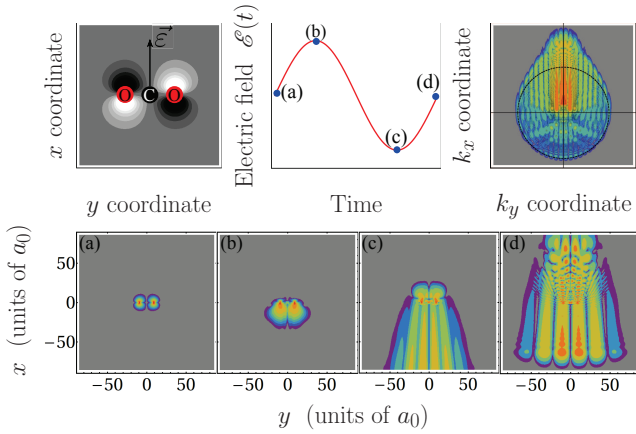 x coordinate
ε
O C O
y coordinate
Electric field ℰ(t)
(a)
(b)
(c)
(d)
Time
k_x coordinate
k_y coordinate
x (units of a_0)
50
0
−50
(a)
(b)
(c)
(d)
−50 0 50
−50 0 50
−50 0 50
−50 0 50
y (units of a_0)